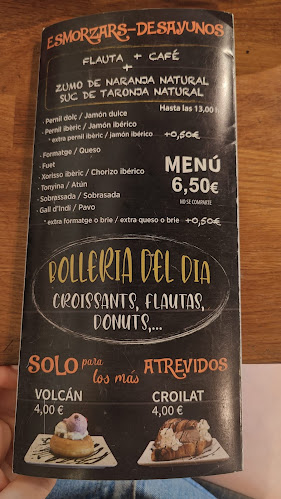 ESMORZARS-DESAYUNOS
FLAUTA + CAFÉ
+
ZUMO DE NARANJA NATURAL
SUC DE TARONJA NATURAL
Hasta las 13,00 h
· Pernil dolç / Jamón dulce
· Pernil ibèric / Jamón ibérico
* extra pernil ibèric / jamón ibérico +0,50€
· Formatge / Queso
· Fuet
· Xorisso ibèric / Chorizo ibérico
· Tonyina / Atún
· Sobrassada / Sobrasada
· Gall d'Indi / Pavo
* extra formatge o brie / extra queso o brie +0,50€
MENÚ
6,50€
NO SE COMPARTE
BOLLERIA DEL DIA
CROISSANTS, FLAUTAS,
DONUTS,...
SOLO para los más ATREVIDOS
VOLCÁN
4,00 €
CROILAT
4,00 €